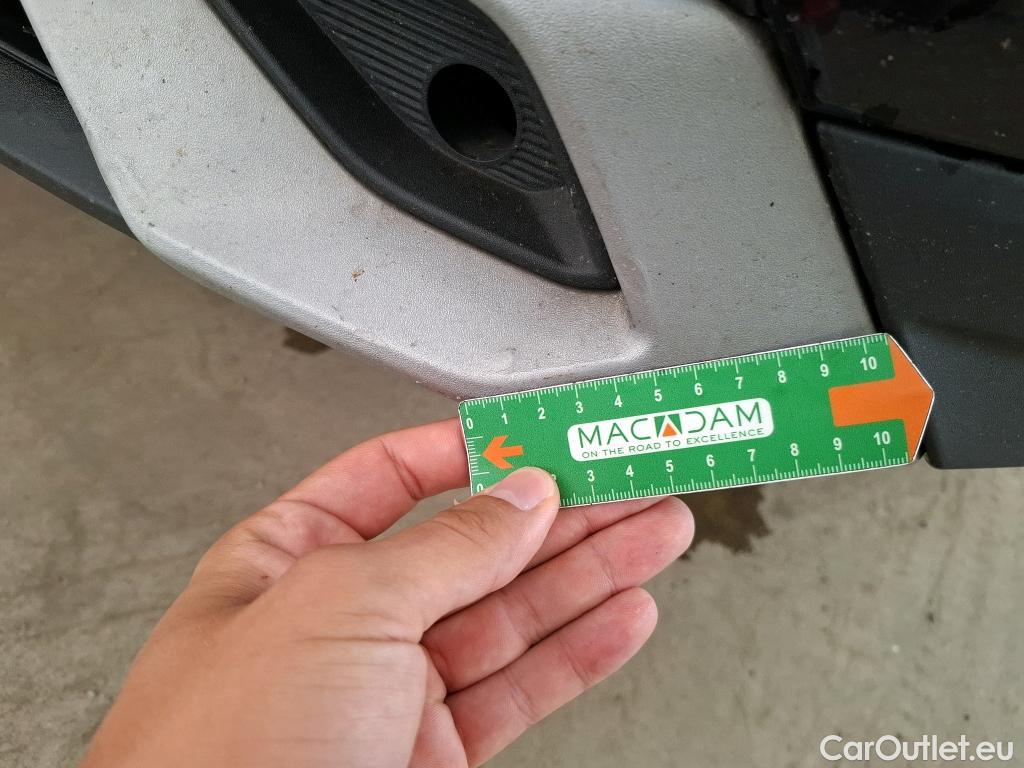 0 1 2 3 4 5 6 7 8 9 10
MACADAM
ON THE ROAD TO EXCELLENCE
0 3 4 5 6 7 8 9 10
CarOutlet.eu